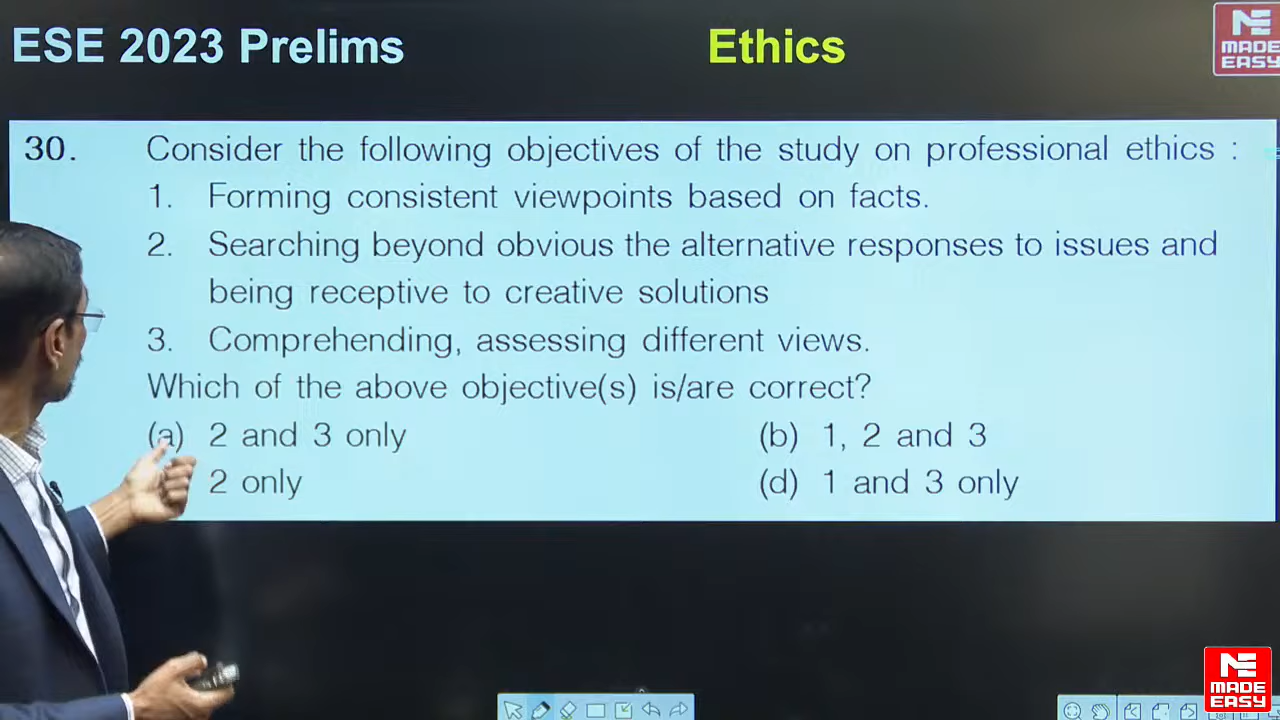 ESE 2023 Prelims
Ethics
ME
MADE
EASY
30. Consider the following objectives of the study on professional ethics :
1. Forming consistent viewpoints based on facts.
2. Searching beyond obvious the alternative responses to issues and
being receptive to creative solutions
3. Comprehending, assessing different views.
Which of the above objective(s) is/are correct?
(a) 2 and 3 only
(b) 1, 2 and 3
2 only
(d) 1 and 3 only
ME
MADE
EASY